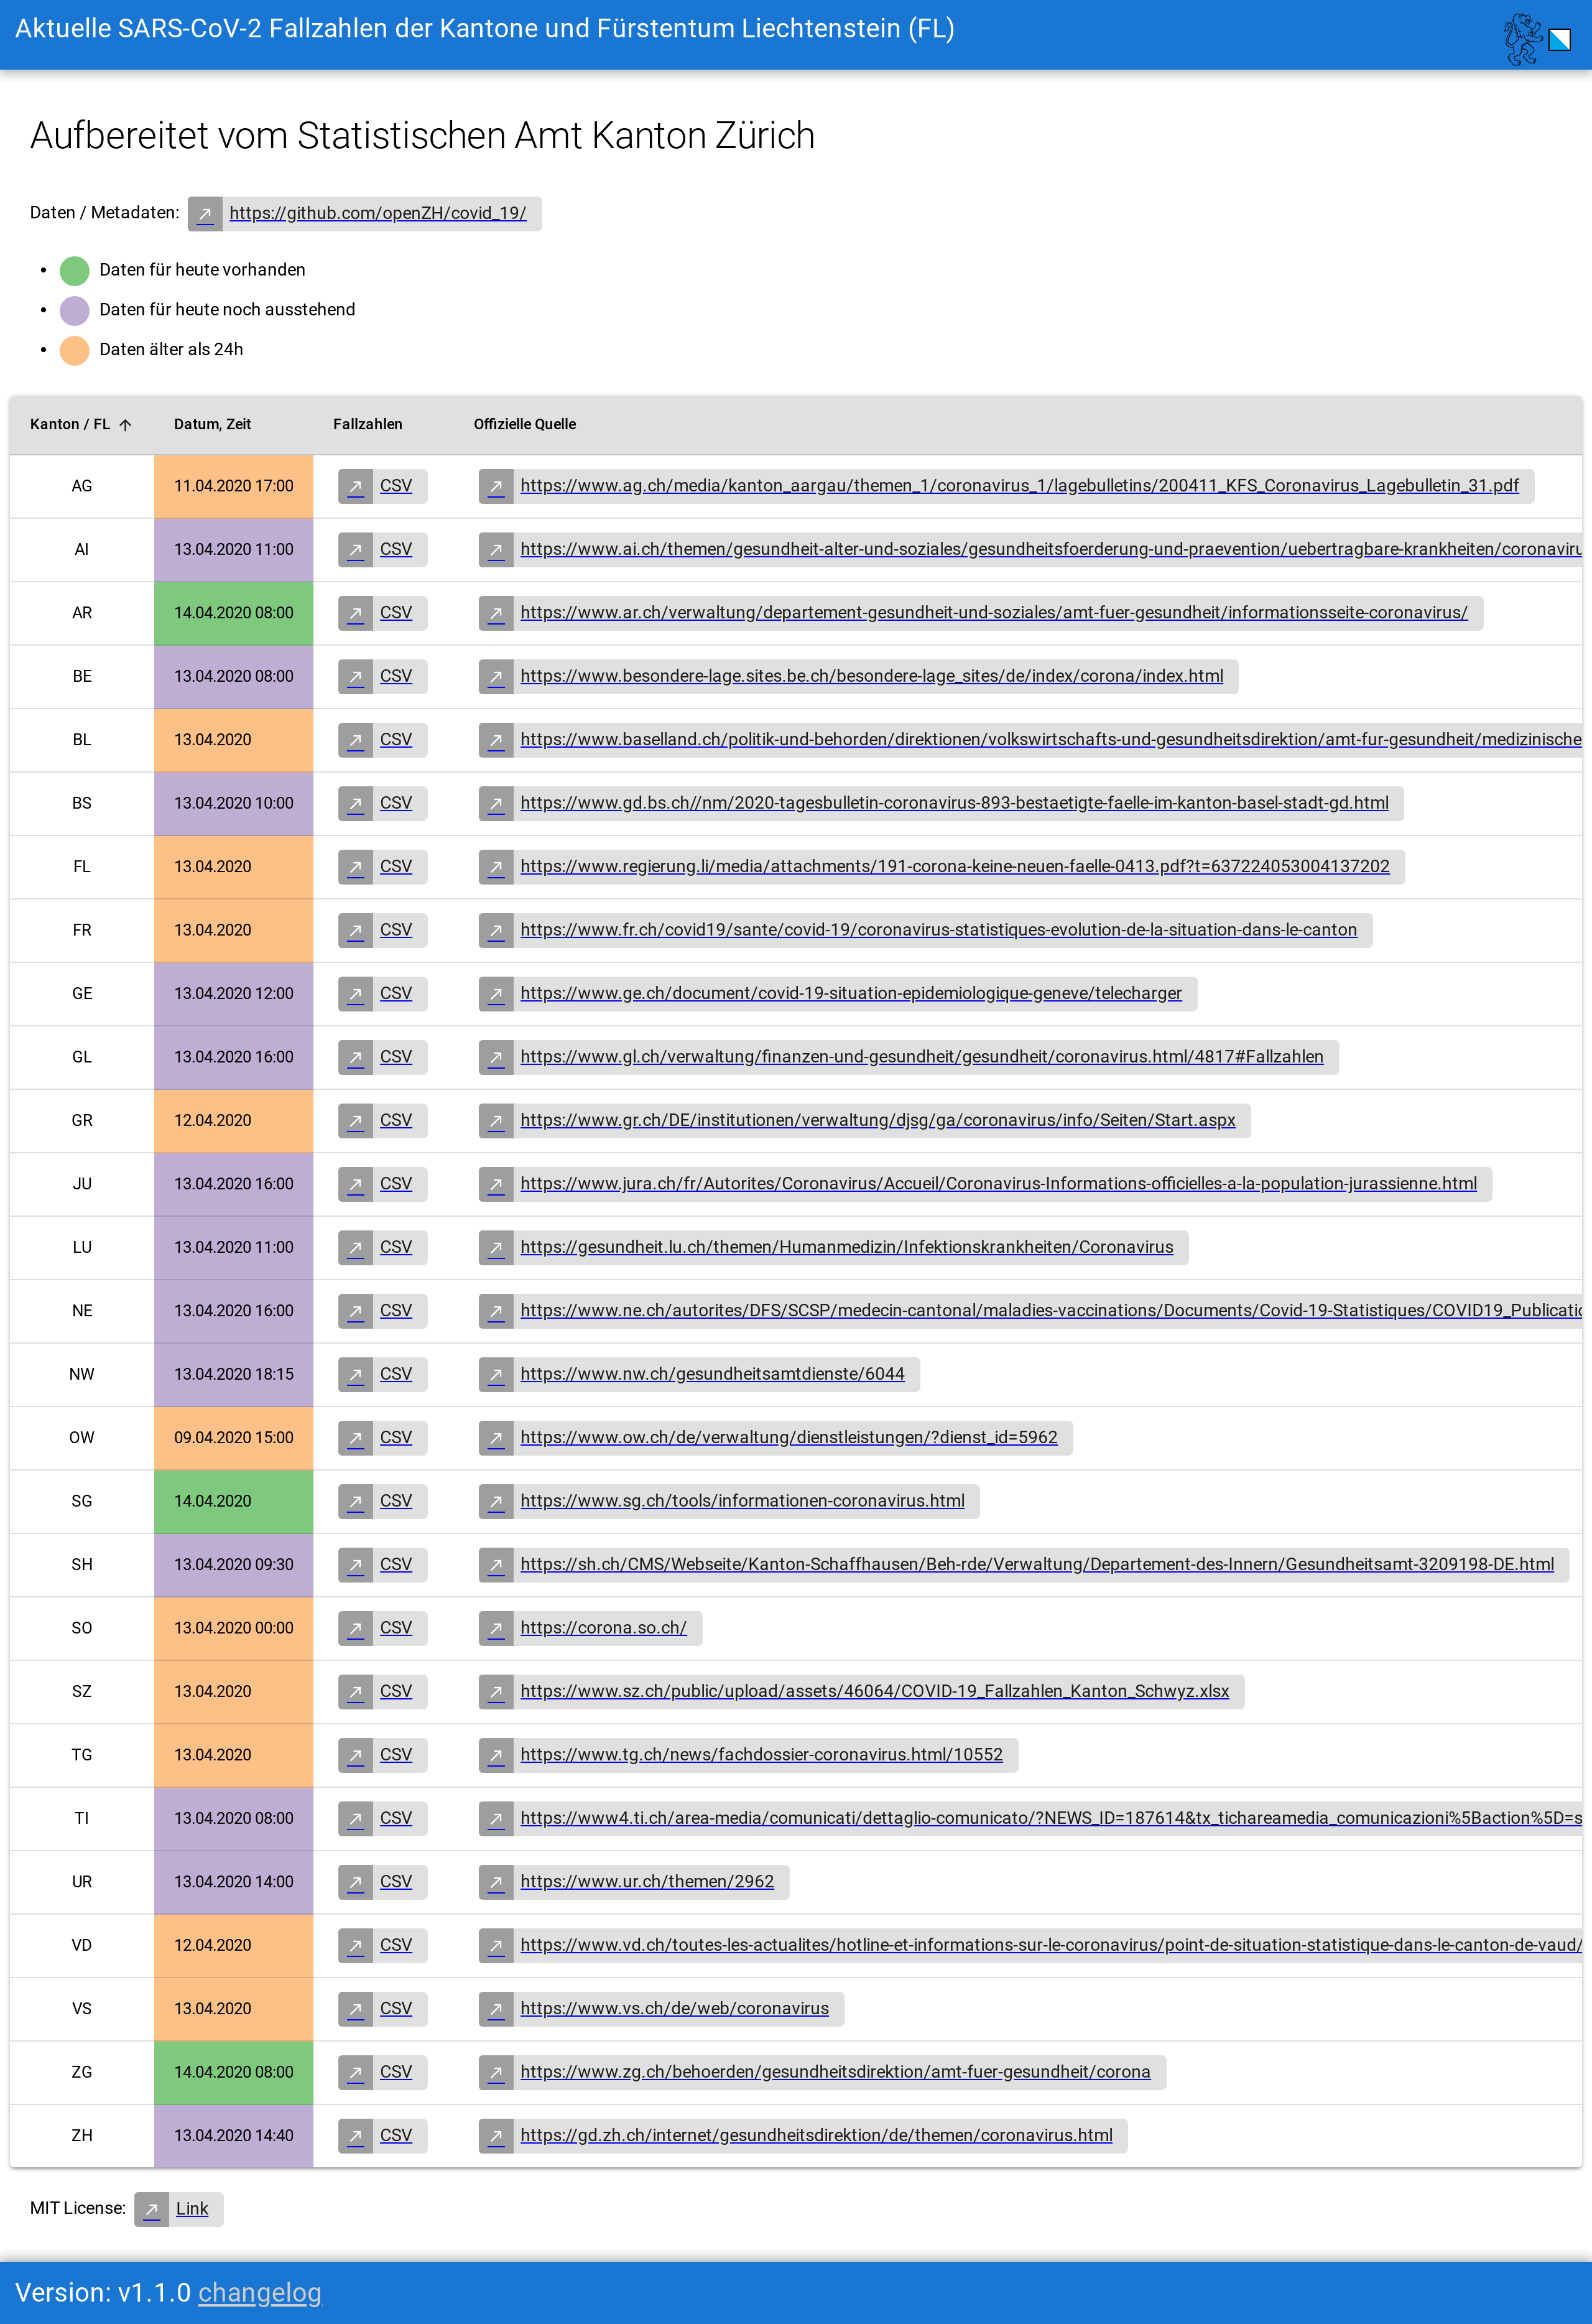 Aktuelle SARS-CoV-2 Fallzahlen der Kantone und Fürstentum Liechtenstein (FL)
Aufbereitet vom Statistischen Amt Kanton Zürich
Daten / Metadaten: https://github.com/openZH/covid_19/
Daten für heute vorhanden
Daten für heute noch ausstehend
Daten älter als 24h
Kanton / FL Datum, Zeit Fallzahlen Offizielle Quelle
AG 11.04.2020 17:00 CSV https://www.ag.ch/media/kanton_aargau/themen_1/coronavirus_1/lagebulletins/200411_KFS_Coronavirus_Lagebulletin_31.pdf
AI 13.04.2020 11:00 CSV https://www.ai.ch/themen/gesundheit-alter-und-soziales/gesundheitsfoerderung-und-praevention/uebertragbare-krankheiten/coronaviru
AR 14.04.2020 08:00 CSV https://www.ar.ch/verwaltung/departement-gesundheit-und-soziales/amt-fuer-gesundheit/informationsseite-coronavirus/
BE 13.04.2020 08:00 CSV https://www.besondere-lage.sites.be.ch/besondere-lage_sites/de/index/corona/index.html
BL 13.04.2020 CSV https://www.baselland.ch/politik-und-behorden/direktionen/volkswirtschafts-und-gesundheitsdirektion/amt-fur-gesundheit/medizinische
BS 13.04.2020 10:00 CSV https://www.gd.bs.ch//nm/2020-tagesbulletin-coronavirus-893-bestaetigte-faelle-im-kanton-basel-stadt-gd.html
FL 13.04.2020 CSV https://www.regierung.li/media/attachments/191-corona-keine-neuen-faelle-0413.pdf?t=637224053004137202
FR 13.04.2020 CSV https://www.fr.ch/covid19/sante/covid-19/coronavirus-statistiques-evolution-de-la-situation-dans-le-canton
GE 13.04.2020 12:00 CSV https://www.ge.ch/document/covid-19-situation-epidemiologique-geneve/telecharger
GL 13.04.2020 16:00 CSV https://www.gl.ch/verwaltung/finanzen-und-gesundheit/gesundheit/coronavirus.html/4817#Fallzahlen
GR 12.04.2020 CSV https://www.gr.ch/DE/institutionen/verwaltung/djsg/ga/coronavirus/info/Seiten/Start.aspx
JU 13.04.2020 16:00 CSV https://www.jura.ch/fr/Autorites/Coronavirus/Accueil/Coronavirus-Informations-officielles-a-la-population-jurassienne.html
LU 13.04.2020 11:00 CSV https://gesundheit.lu.ch/themen/Humanmedizin/Infektionskrankheiten/Coronavirus
NE 13.04.2020 16:00 CSV https://www.ne.ch/autorites/DFS/SCSP/medecin-cantonal/maladies-vaccinations/Documents/Covid-19-Statistiques/COVID19_Publicatio
NW 13.04.2020 18:15 CSV https://www.nw.ch/gesundheitsamtdienste/6044
OW 09.04.2020 15:00 CSV https://www.ow.ch/de/verwaltung/dienstleistungen/?dienst_id=5962
SG 14.04.2020 CSV https://www.sg.ch/tools/informationen-coronavirus.html
SH 13.04.2020 09:30 CSV https://sh.ch/CMS/Webseite/Kanton-Schaffhausen/Beh-rde/Verwaltung/Departement-des-Innern/Gesundheitsamt-3209198-DE.html
SO 13.04.2020 00:00 CSV https://corona.so.ch/
SZ 13.04.2020 CSV https://www.sz.ch/public/upload/assets/46064/COVID-19_Fallzahlen_Kanton_Schwyz.xlsx
TG 13.04.2020 CSV https://www.tg.ch/news/fachdossier-coronavirus.html/10552
TI 13.04.2020 08:00 CSV https://www4.ti.ch/area-media/comunicati/dettaglio-comunicato/?NEWS_ID=187614&tx_tichareamedia_comunicazioni%5Baction%5D=s
UR 13.04.2020 14:00 CSV https://www.ur.ch/themen/2962
VD 12.04.2020 CSV https://www.vd.ch/toutes-les-actualites/hotline-et-informations-sur-le-coronavirus/point-de-situation-statistique-dans-le-canton-de-vaud/
VS 13.04.2020 CSV https://www.vs.ch/de/web/coronavirus
ZG 14.04.2020 08:00 CSV https://www.zg.ch/behoerden/gesundheitsdirektion/amt-fuer-gesundheit/corona
ZH 13.04.2020 14:40 CSV https://gd.zh.ch/internet/gesundheitsdirektion/de/themen/coronavirus.html
MIT License: Link
Version: v1.1.0 changelog